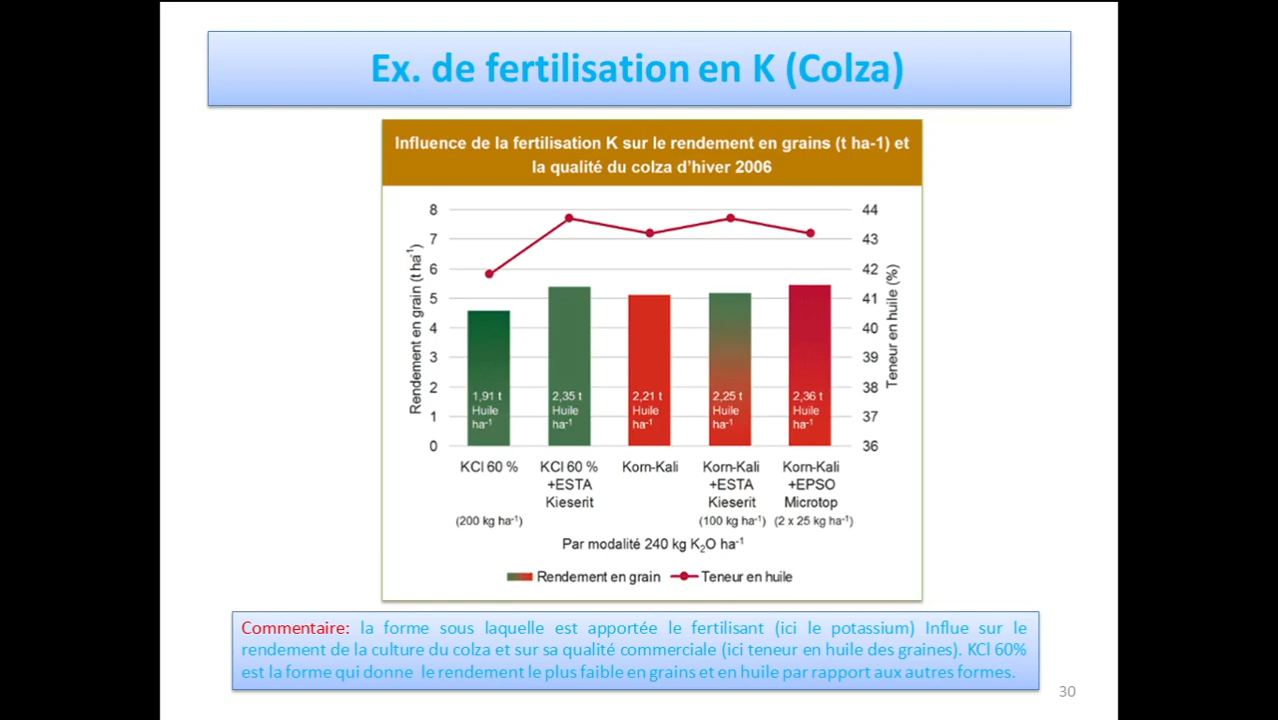 Ex. de fertilisation en K (Colza)
Influence de la fertilisation K sur le rendement en grains (t ha-1) et
la qualité du colza d'hiver 2006
Rendement en grain (t ha⁻¹)
8
7
6
5
4
3
2
1
0
44
43
42
41
40
39
38
37
36
Teneur en huile (%)
1,91 t
Huile
ha⁻¹
2,35 t
Huile
ha⁻¹
2,21 t
Huile
ha⁻¹
2,25 t
Huile
ha⁻¹
2,36 t
Huile
ha⁻¹
KCl 60 %
(200 kg ha⁻¹)
KCl 60 %
+ESTA
Kieserit
Korn-Kali
Korn-Kali
+ESTA
Kieserit
(100 kg ha⁻¹)
Korn-Kali
+EPSO
Microtop
(2 x 25 kg ha⁻¹)
Par modalité 240 kg K₂O ha⁻¹
Rendement en grain
Teneur en huile
Commentaire: la forme sous laquelle est apportée le fertilisant (ici le potassium) Influe sur le
rendement de la culture du colza et sur sa qualité commerciale (ici teneur en huile des graines). KCl 60%
est la forme qui donne le rendement le plus faible en grains et en huile par rapport aux autres formes.
30